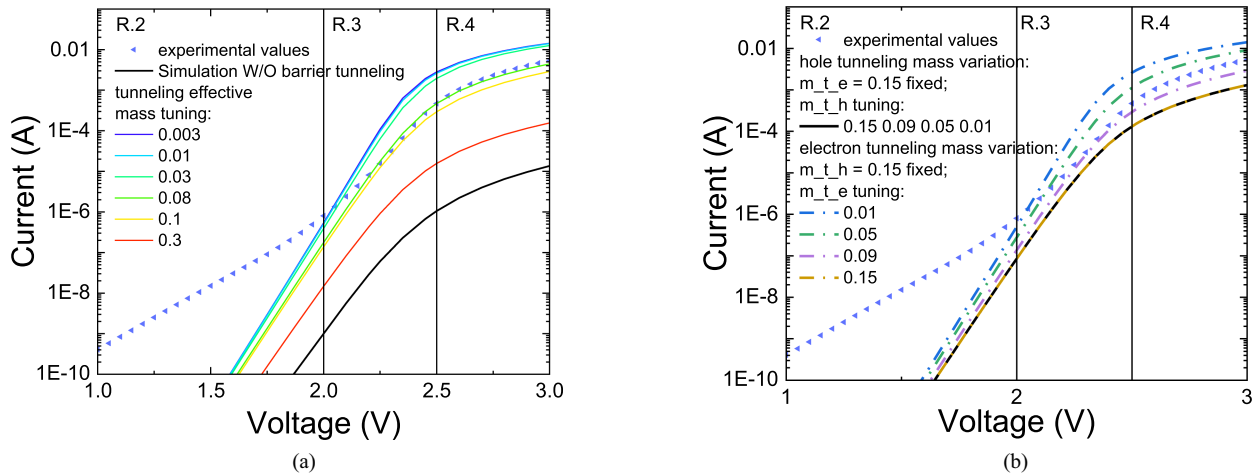 R.2
R.3
R.4
experimental values
Simulation W/O barrier tunneling
tunneling effective
mass tuning:
0.003
0.01
0.03
0.08
0.1
0.3
0.01
1E-4
1E-6
1E-8
1E-10
Current (A)
1.0
1.5
2.0
2.5
3.0
Voltage (V)
(a)
R.2
R.3
R.4
experimental values
hole tunneling mass variation:
m_t_e = 0.15 fixed;
m_t_h tuning:
0.15 0.09 0.05 0.01
electron tunneling mass variation:
m_t_h = 0.15 fixed;
m_t_e tuning:
0.01
0.05
0.09
0.15
0.01
1E-4
1E-6
1E-8
1E-10
Current (A)
1
2
3
Voltage (V)
(b)